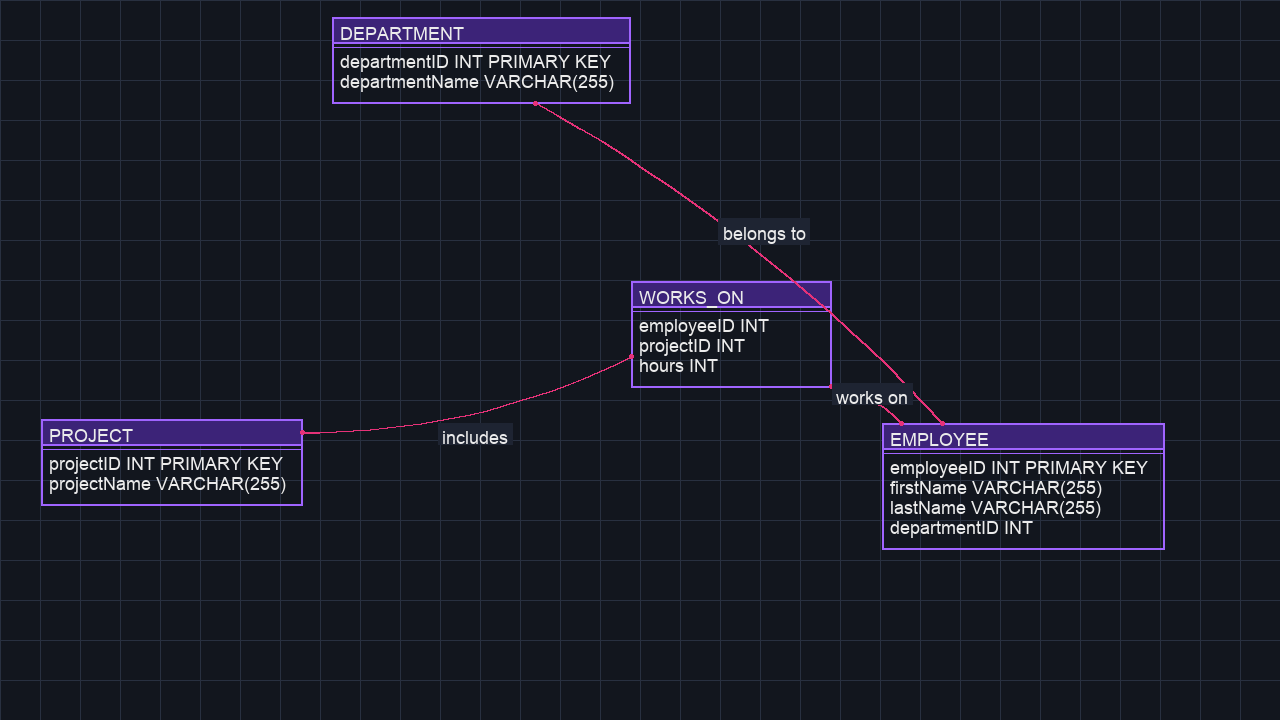 DEPARTMENT
departmentID INT PRIMARY KEY
departmentName VARCHAR(255)
belongs to
WORKS_ON
employeeID INT
projectID INT
hours INT
works on
includes
PROJECT
projectID INT PRIMARY KEY
projectName VARCHAR(255)
EMPLOYEE
employeeID INT PRIMARY KEY
firstName VARCHAR(255)
lastName VARCHAR(255)
departmentID INT